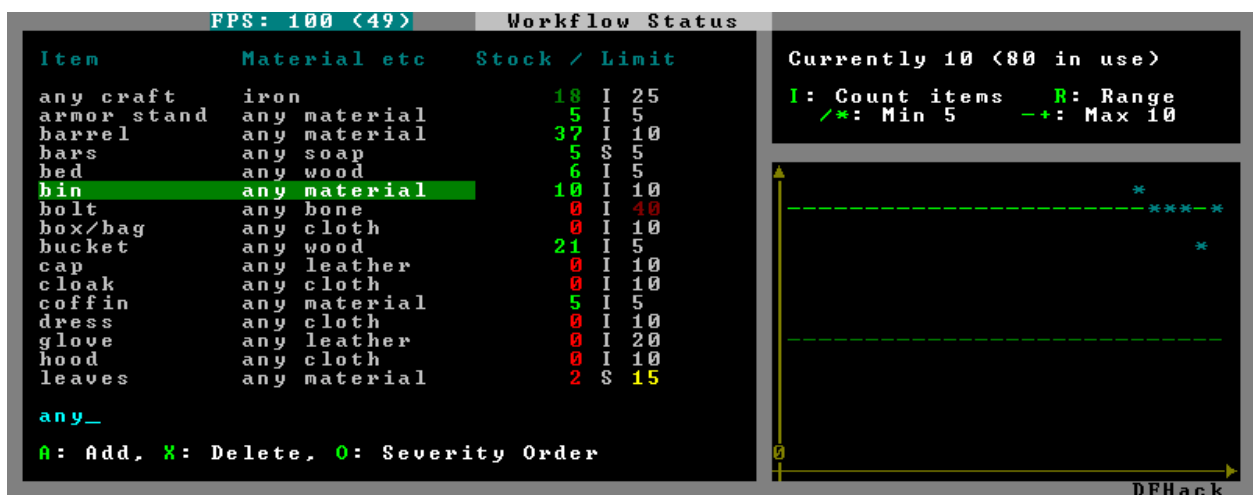 FPS: 100 (49) Workflow Status
Item Material etc Stock / Limit
any craft iron 18 I 25
armor stand any material 5 I 5
barrel any material 37 I 10
bars any soap 5 S 5
bed any wood 6 I 5
bin any material 10 I 10
bolt any bone 0 I 40
box/bag any cloth 0 I 10
bucket any wood 21 I 5
cap any leather 0 I 10
cloak any cloth 0 I 10
coffin any material 5 I 5
dress any cloth 0 I 10
glove any leather 0 I 20
hood any cloth 0 I 10
leaves any material 2 S 15
any_
A: Add, X: Delete, O: Severity Order
Currently 10 (80 in use)
I: Count items R: Range
/*: Min 5 -+: Max 10
0
DFHack